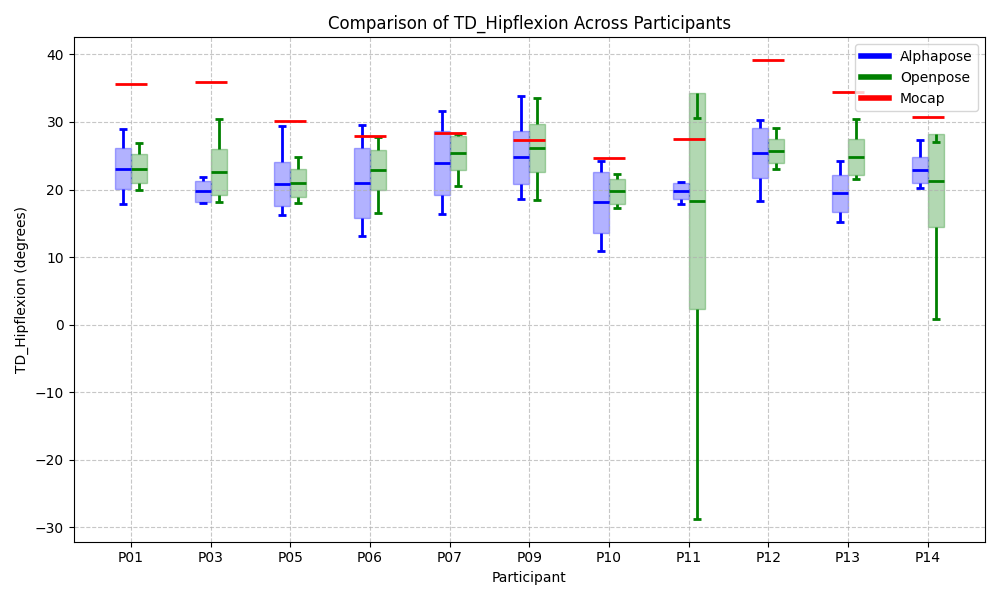 Comparison of TD_Hipflexion Across Participants
Alphapose
Openpose
Mocap
TD_Hipflexion (degrees)
40
30
20
10
0
−10
−20
−30
P01 P03 P05 P06 P07 P09 P10 P11 P12 P13 P14
Participant